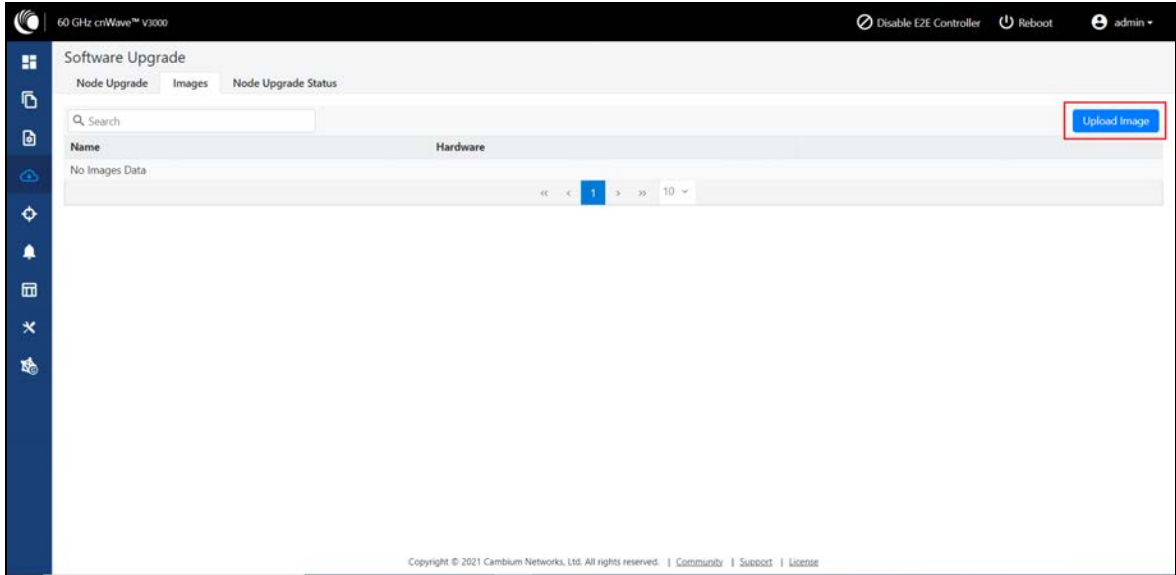 60 GHz cnWave™ V3000 Disable E2E Controller Reboot admin
Software Upgrade
Node Upgrade Images Node Upgrade Status
Search Upload Image
Name Hardware
No Images Data
« ‹ 1 › » 10
Copyright © 2021 Cambium Networks, Ltd. All rights reserved. | Community | Support | License